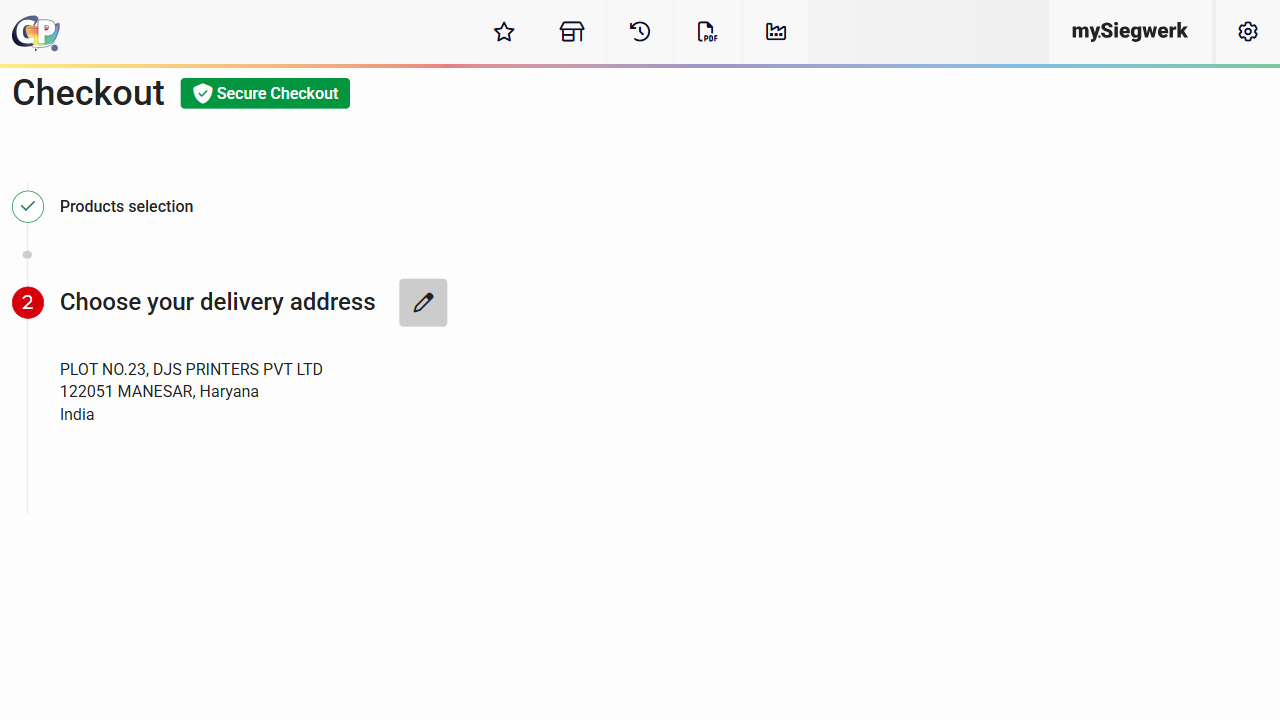 CP!
PDF
mySiegwerk
Checkout
Secure Checkout
Products selection
2
Choose your delivery address
PLOT NO.23, DJS PRINTERS PVT LTD
122051 MANESAR, Haryana
India